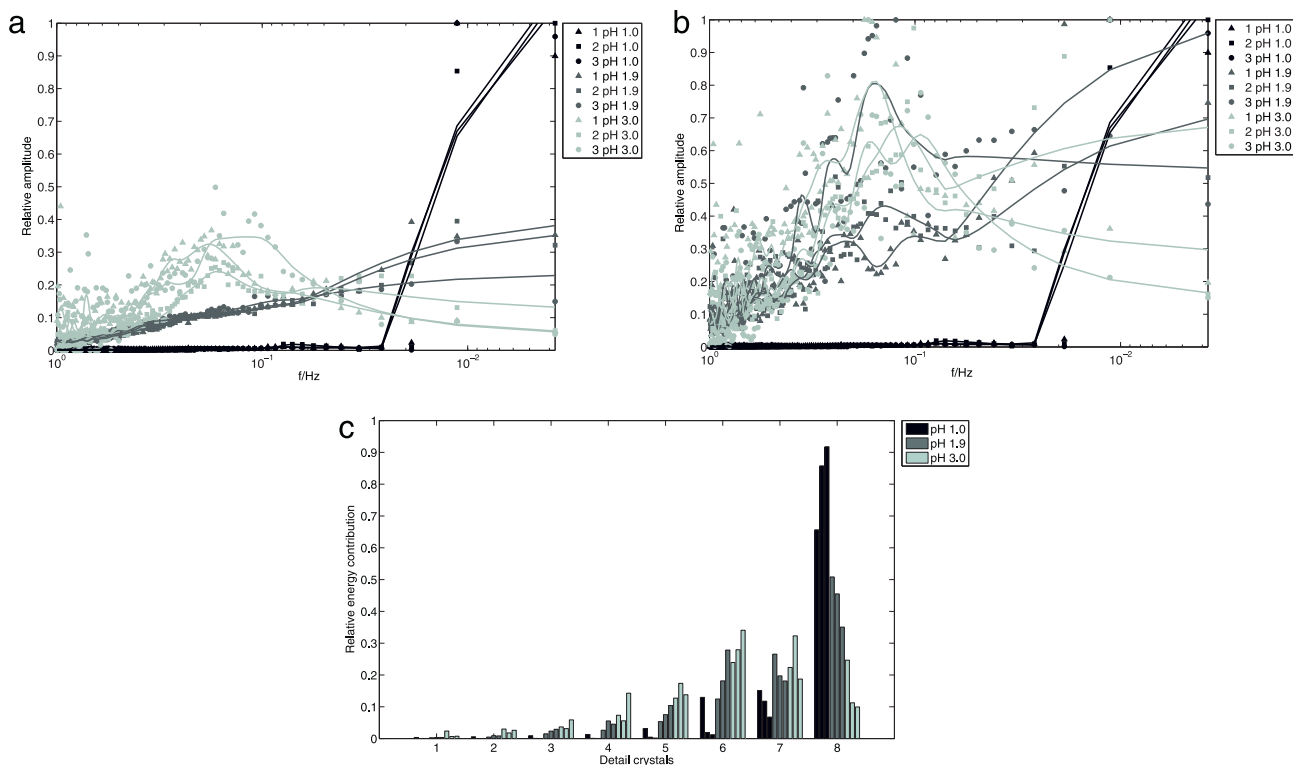 a
1
0.9
0.8
0.7
0.6
0.5
0.4
0.3
0.2
0.1
0
Relative amplitude
10⁰
10⁻¹
10⁻²
f/Hz
1 pH 1.0
2 pH 1.0
3 pH 1.0
1 pH 1.9
2 pH 1.9
3 pH 1.9
1 pH 3.0
2 pH 3.0
3 pH 3.0
b
1
0.9
0.8
0.7
0.6
0.5
0.4
0.3
0.2
0.1
0
Relative amplitude
10⁰
10⁻¹
10⁻²
f/Hz
1 pH 1.0
2 pH 1.0
3 pH 1.0
1 pH 1.9
2 pH 1.9
3 pH 1.9
1 pH 3.0
2 pH 3.0
3 pH 3.0
c
1
0.9
0.8
0.7
0.6
0.5
0.4
0.3
0.2
0.1
0
Relative energy contribution
1 2 3 4 5 6 7 8
Detail crystals
pH 1.0
pH 1.9
pH 3.0